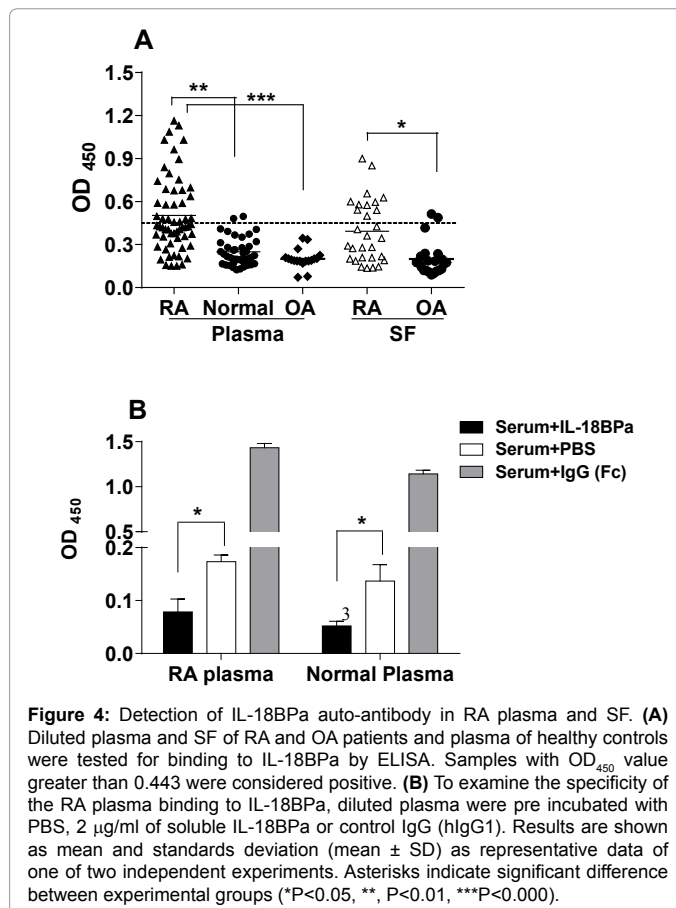 A
OD 450
1.5
1.2
0.9
0.6
0.3
0.0
**
***
*
RA Normal OA RA OA
Plasma SF
B
OD 450
1.5
1.0
0.5
0.2
0.1
0.0
*
*
3
RA plasma Normal Plasma
Serum+IL-18BPa
Serum+PBS
Serum+IgG (Fc)
Figure 4: Detection of IL-18BPa auto-antibody in RA plasma and SF. (A)
Diluted plasma and SF of RA and OA patients and plasma of healthy controls
were tested for binding to IL-18BPa by ELISA. Samples with OD450 value
greater than 0.443 were considered positive. (B) To examine the specificity of
the RA plasma binding to IL-18BPa, diluted plasma were pre incubated with
PBS, 2 μg/ml of soluble IL-18BPa or control IgG (hIgG1). Results are shown
as mean and standards deviation (mean ± SD) as representative data of
one of two independent experiments. Asterisks indicate significant difference
between experimental groups (*P<0.05, **, P<0.01, ***P<0.000).